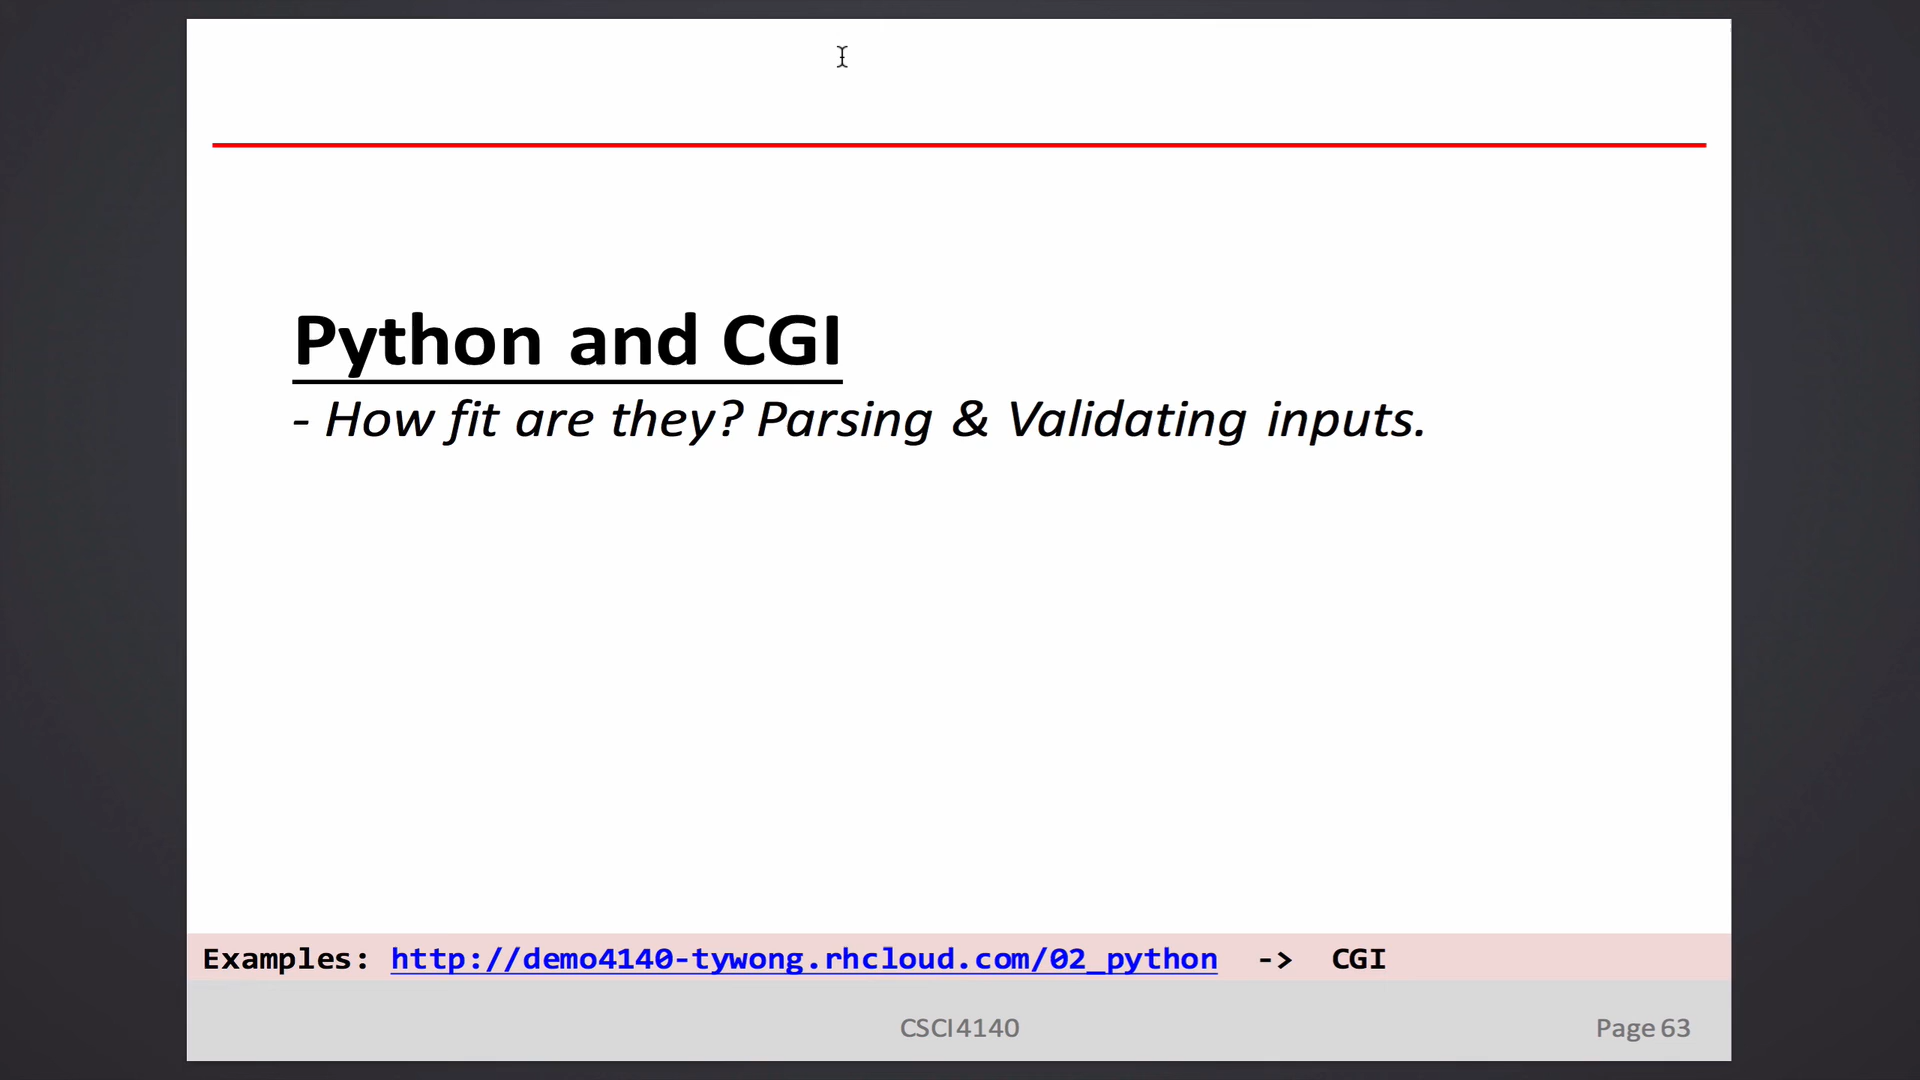 Python and CGI
- How fit are they? Parsing & Validating inputs.
Examples: http://demo4140-tywong.rhcloud.com/02_python -> CGI
CSCI4140
Page 63